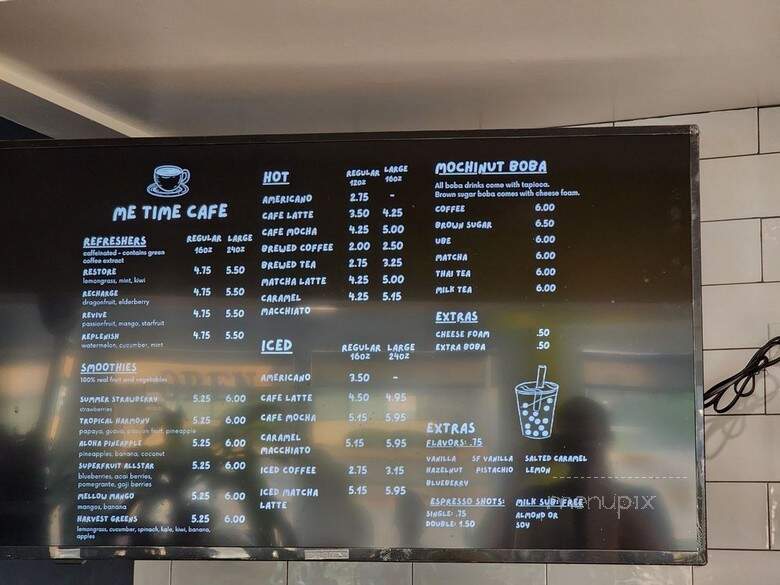 ME TIME CAFE
REFRESHERS REGULAR LARGE
caffeinated - contains green 16oz 24oz
coffee extract
RESTORE 4.75 5.50
lemongrass, mint, kiwi
RECHARGE 4.75 5.50
dragonfruit, elderberry
REVIVE 4.75 5.50
passionfruit, mango, starfruit
REPLENISH 4.75 5.50
watermelon, cucumber, mint
SMOOTHIES
100% real fruit and vegetables
SUMMER STRAWBERRY 5.25 6.00
strawberries
TROPICAL HARMONY 5.25 6.00
papaya, guava, passion fruit, pineapple
ALOHA PINEAPPLE 5.25 6.00
pineapples, banana, coconut
SUPERFRUIT ALLSTAR 5.25 6.00
blueberries, acai berries,
pomegranate, goji berries
MELLOW MANGO 5.25 6.00
mangos, banana
HARVEST GREENS 5.25 6.00
lemongrass, cucumber, spinach, kale, kiwi, banana,
apples
HOT REGULAR LARGE
12oz 16oz
AMERICANO 2.75 -
CAFE LATTE 3.50 4.25
CAFE MOCHA 4.25 5.00
BREWED COFFEE 2.00 2.50
BREWED TEA 2.75 3.25
MATCHA LATTE 4.25 5.00
CARAMEL 4.25 5.15
MACCHIATO
ICED REGULAR LARGE
16oz 24oz
AMERICANO 3.50 -
CAFE LATTE 4.50 4.95
CAFE MOCHA 5.15 5.95
CARAMEL 5.15 5.95
MACCHIATO
ICED COFFEE 2.75 3.15
ICED MATCHA 5.15 5.95
LATTE
MOCHINUT BOBA
All boba drinks come with tapioca.
Brown sugar boba comes with cheese foam.
COFFEE 6.00
BROWN SUGAR 6.50
UBE 6.00
MATCHA 6.00
THAI TEA 6.00
MILK TEA 6.00
EXTRAS
CHEESE FOAM .50
EXTRA BOBA .50
EXTRAS
FLAVORS: .75
VANILLA SF VANILLA SALTED CARAMEL
HAZELNUT PISTACHIO LEMON
BLUEBERRY
ESPRESSO SHOTS: MILK SUB: FREE
SINGLE: .75 ALMOND OR
DOUBLE: 1.50 SOY
menupix